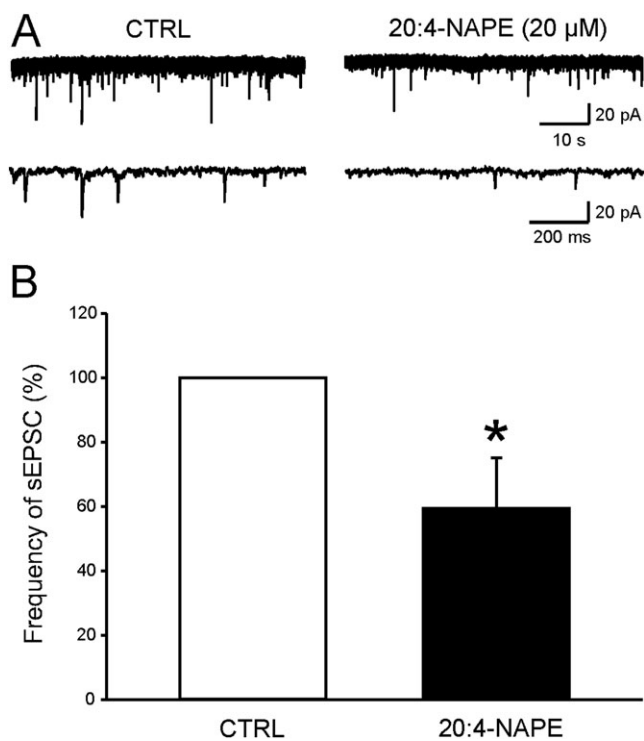 A
CTRL
20:4-NAPE (20 µM)
20 pA
10 s
20 pA
200 ms
B
Frequency of sEPSC (%)
120
100
80
60
40
20
0
*
CTRL
20:4-NAPE